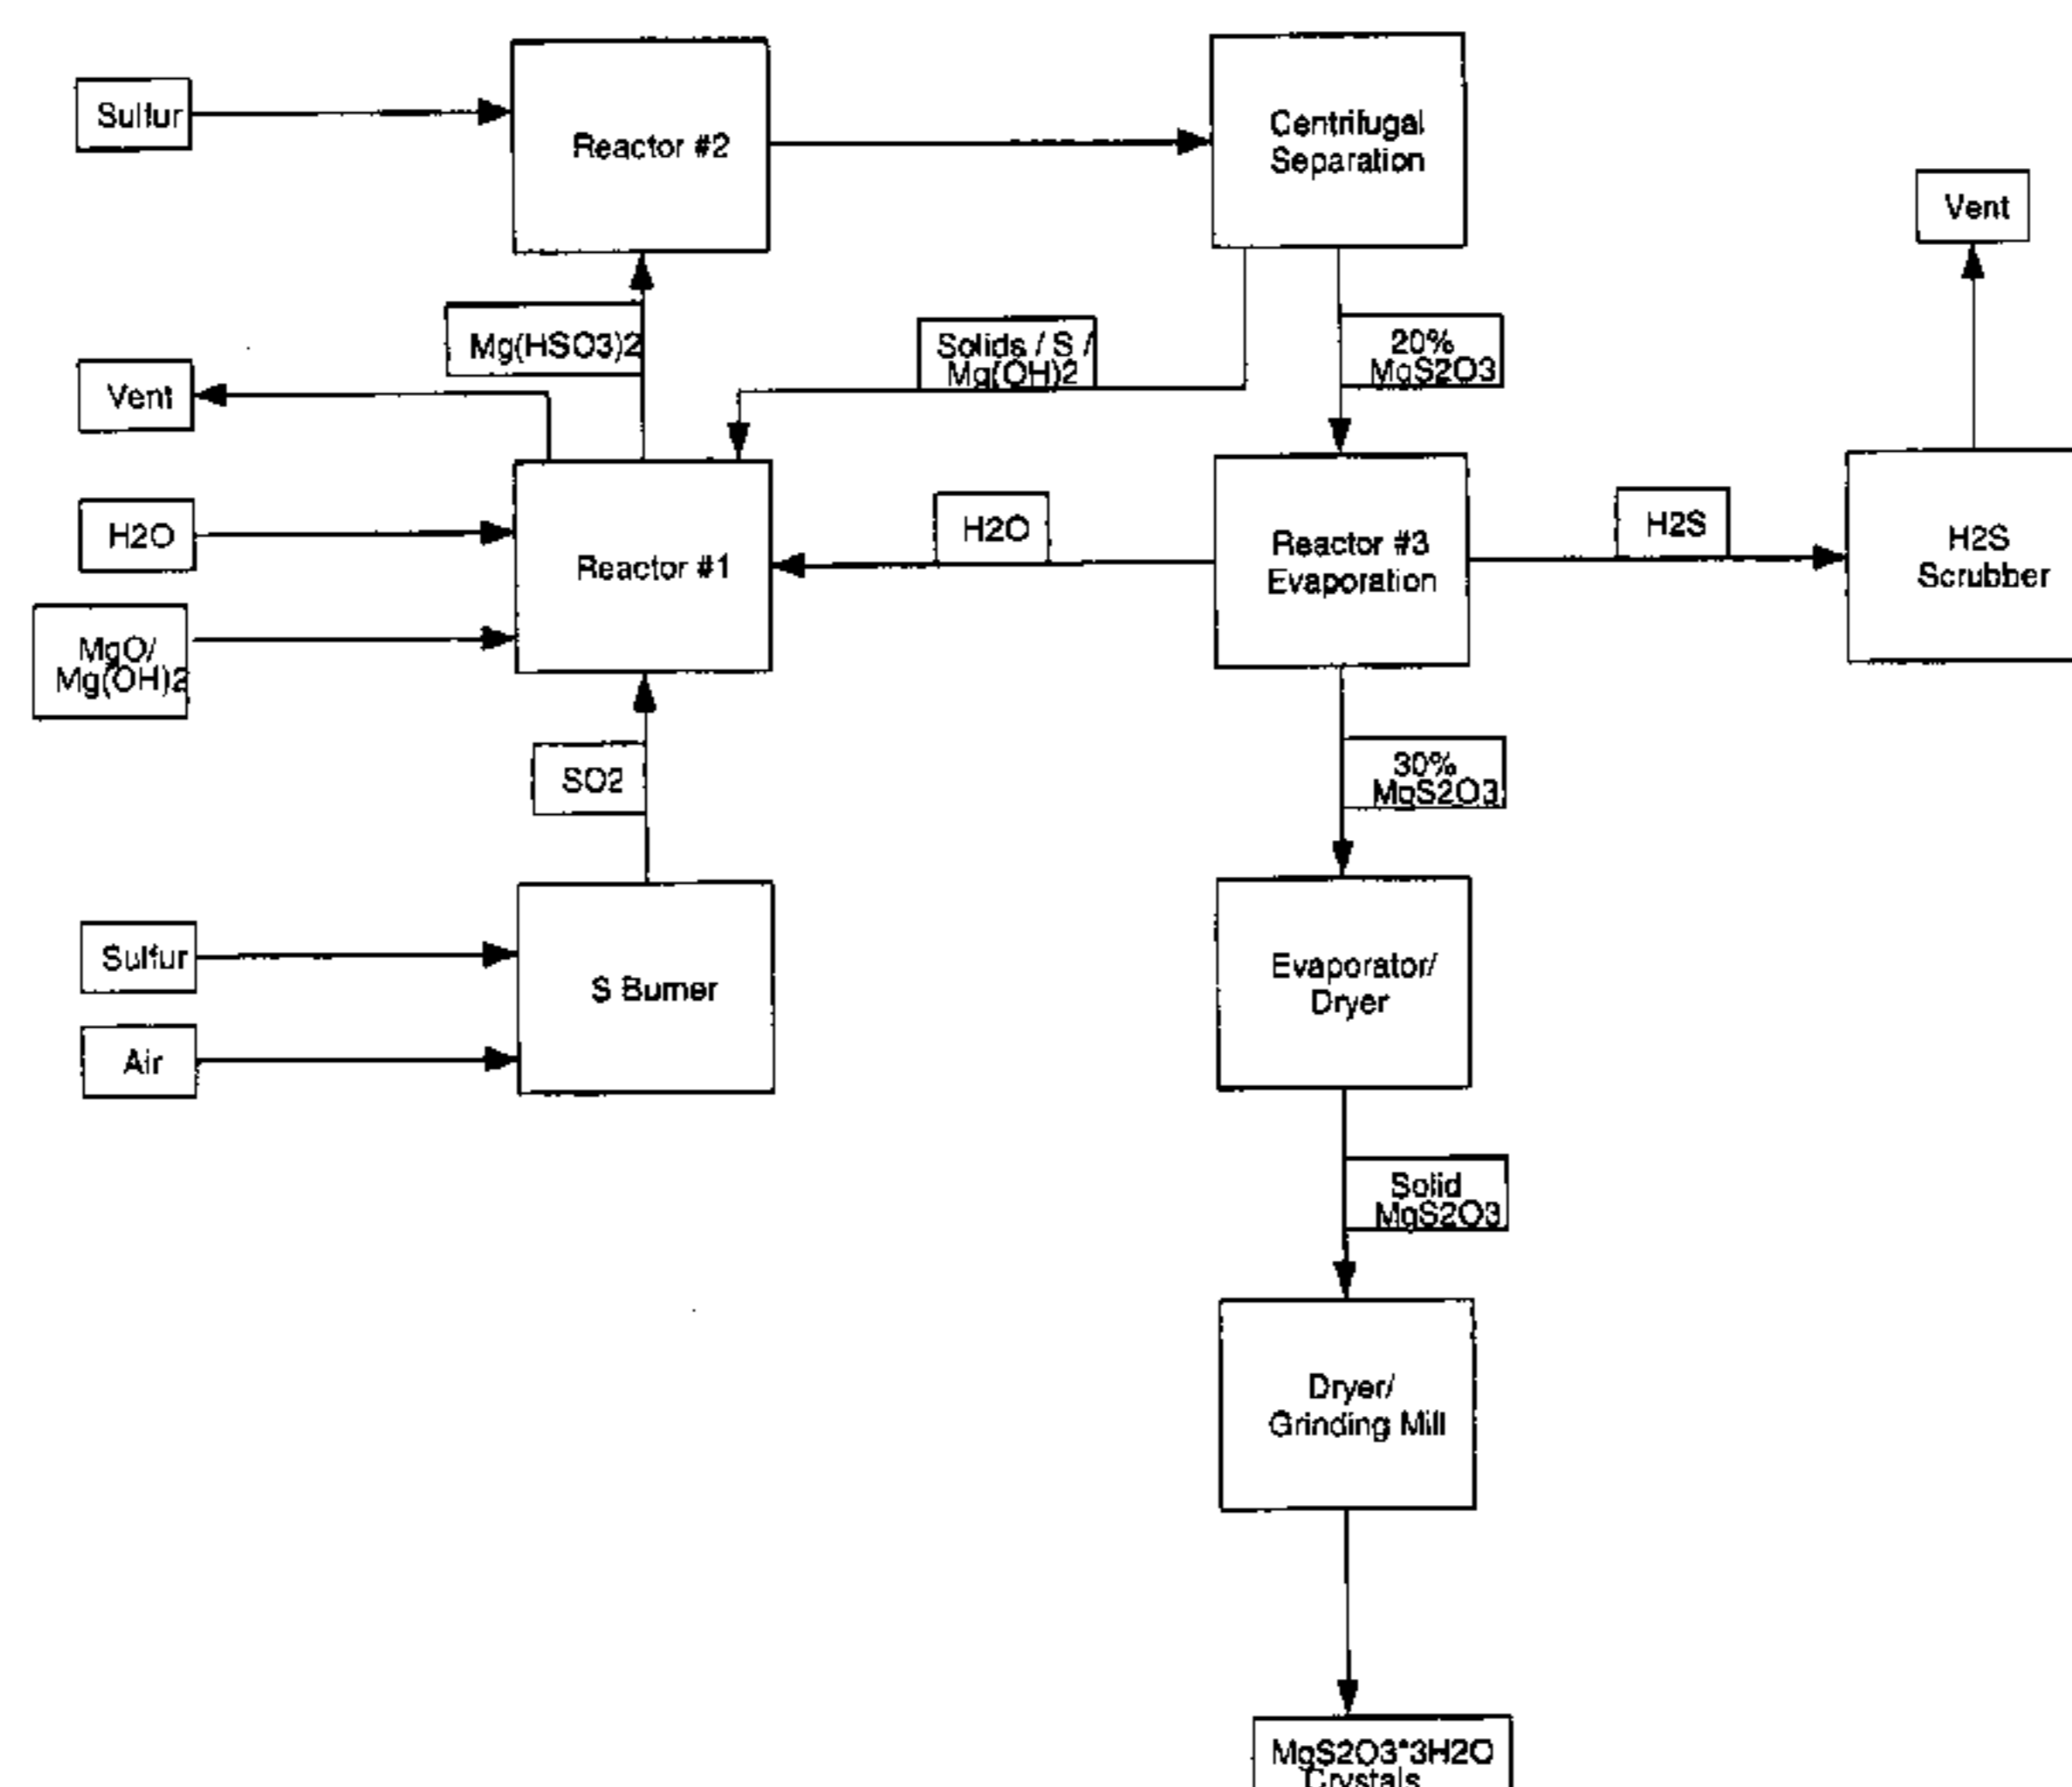 Sulfur
Reactor #2
Centrifugal
Separation
Vent
Mg(HSO3)2
Solids / S /
Mg(OH)2
20%
MgS2O3
Vent
H2O
Reactor #1
H2O
Reactor #3
Evaporation
H2S
H2S
Scrubber
MgO/
Mg(OH)2
SO2
30%
MgS2O3
Sulfur
Air
S Burner
Evaporator/
Dryer
Solid
MgS2O3
Dryer/
Grinding Mill
MgS2O3*3H2O
Crystals